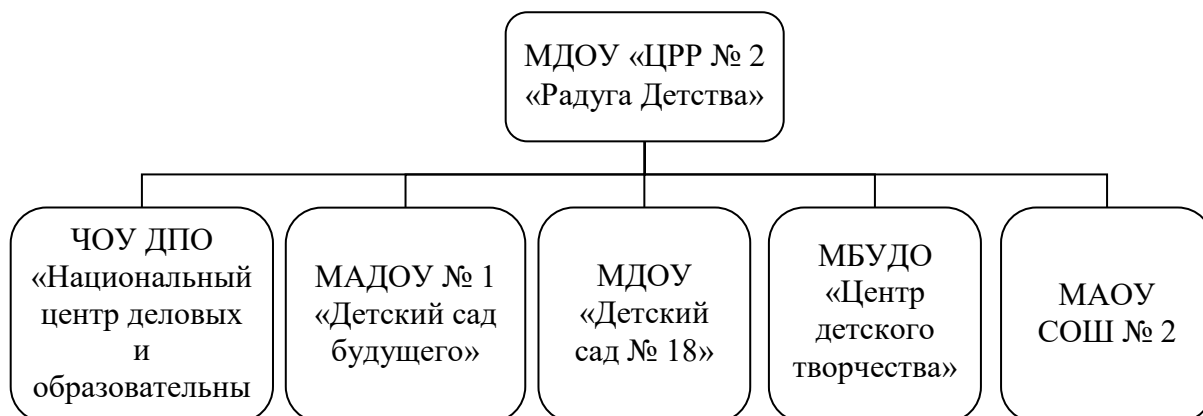 МДОУ «ЦРР № 2
«Радуга Детства»
ЧОУ ДПО
«Национальный
центр деловых
и
образовательны
МАДОУ № 1
«Детский сад
будущего»
МДОУ
«Детский
сад № 18»
МБУДО
«Центр
детского
творчества»
МАОУ
СОШ № 2